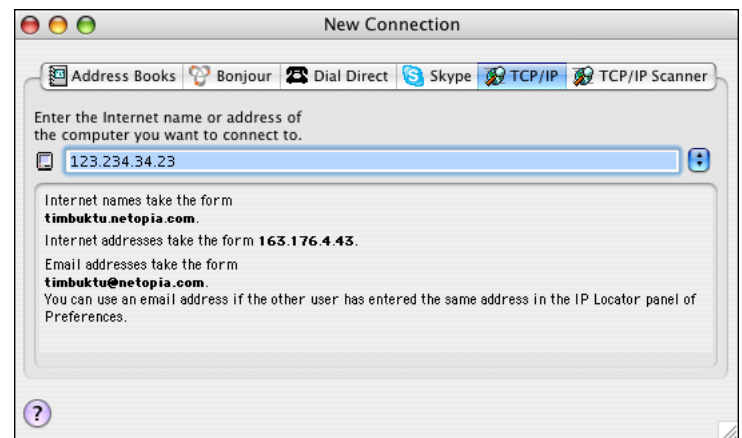 New Connection
Address Books Bonjour Dial Direct Skype TCP/IP TCP/IP Scanner
Enter the Internet name or address of
the computer you want to connect to.
123.234.34.23
Internet names take the form
timbuktu.netopia.com.
Internet addresses take the form 163.176.4.43.
Email addresses take the form
timbuktu@netopia.com.
You can use an email address if the other user has entered the same address in the IP Locator panel of
Preferences.
?